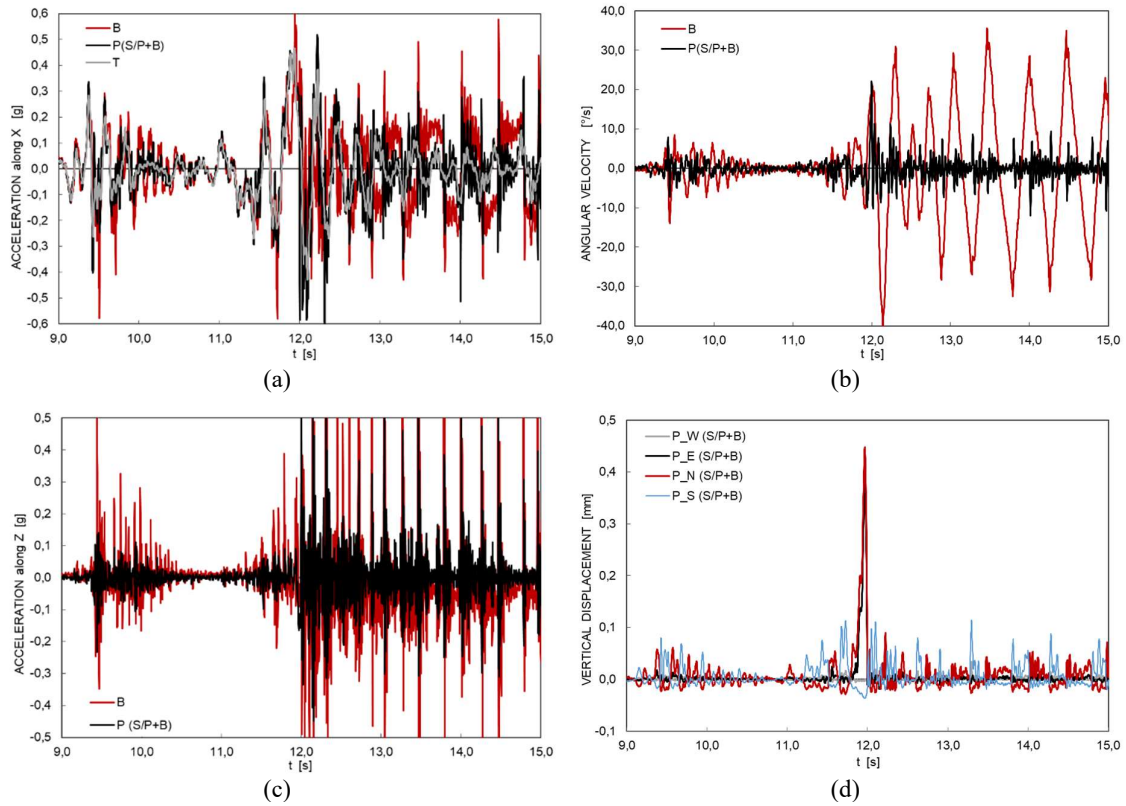 0,6
0,5
0,4
0,3
0,2
0,1
0,0
-0,1
-0,2
-0,3
-0,4
-0,5
-0,6
ACCELERATION along X [g]
B
P(S/P+B)
T
9,0 10,0 11,0 12,0 13,0 14,0 15,0
t [s]
(a)
40,0
30,0
20,0
10,0
0,0
-10,0
-20,0
-30,0
-40,0
ANGULAR VELOCITY [°/s]
B
P(S/P+B)
9,0 10,0 11,0 12,0 13,0 14,0 15,0
t [s]
(b)
0,5
0,4
0,3
0,2
0,1
0,0
-0,1
-0,2
-0,3
-0,4
-0,5
ACCELERATION along Z [g]
B
P (S/P+B)
9,0 10,0 11,0 12,0 13,0 14,0 15,0
t [s]
(c)
0,5
0,4
0,3
0,2
0,1
0,0
-0,1
VERTICAL DISPLACEMENT [mm]
P_W (S/P+B)
P_E (S/P+B)
P_N (S/P+B)
P_S (S/P+B)
9,0 10,0 11,0 12,0 13,0 14,0 15,0
t [s]
(d)